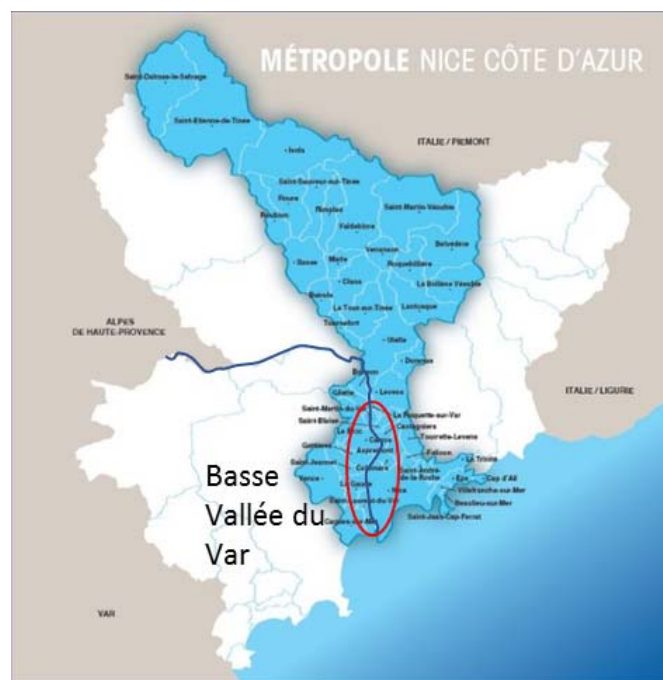 MÉTROPOLE NICE CÔTE D'AZUR
Saint-Dalmas-le-Selvage
Saint-Etienne-de-Tinée
ITALIE / PIEMONT
Isola
Saint-Sauveur-sur-Tinée
Roure
Rimplas
Saint-Martin-Vésubie
Roubion
Valdeblore
Belvédère
Venanson
Roquebillière
Marie
Clans
La Bollène Vésubie
Bairols
La Tour-sur-Tinée
Lantosque
Tournefort
ALPES
DE HAUTE-PROVENCE
Utelle
Duranus
Bonson
ITALIE / LIGURIE
Gilette
Levens
Saint-Martin-du-Var
La Roquette-sur-Var
Saint-Blaise
Castagniers
Le Broc
Carros
Tourrette-Levens
Gattières
Aspremont
Falicon
La Trinité
Saint-Jeannet
Colomars
Saint-André-
de-la-Roche
Eze
Cap d'Ail
Vence
La Gaude
Nice
Villefranche-sur-Mer
Saint-Laurent-du-Var
Beaulieu-sur-Mer
Cagnes-sur-Mer
Saint-Jean-Cap-Ferrat
Basse
Vallée du
Var
VAR